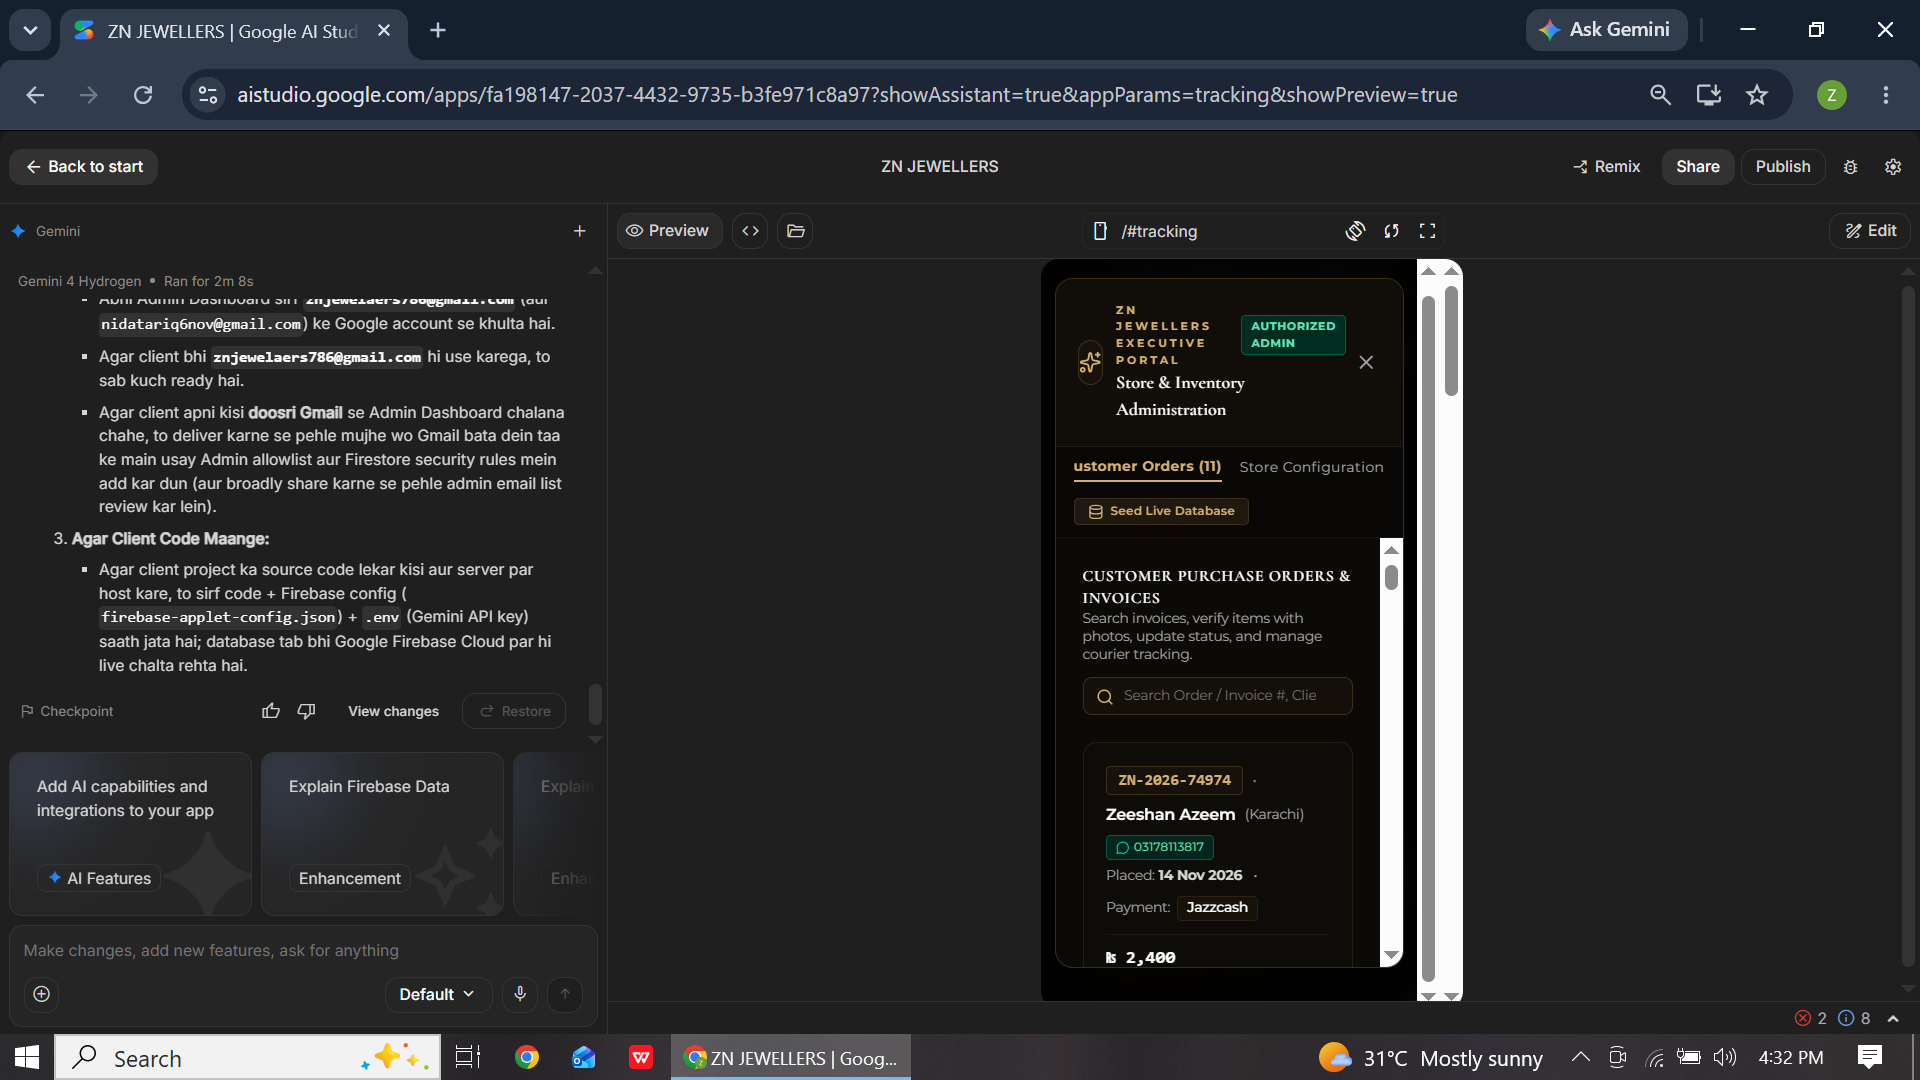 ZN JEWELLERS | Google AI Stud
Ask Gemini
aistudio.google.com/apps/fa198147-2037-4432-9735-b3fe971c8a97?showAssistant=true&appParams=tracking&showPreview=true
Z
Back to start
ZN JEWELLERS
Remix
Share
Publish
Gemini
Preview
/#tracking
Edit
Gemini 4 Hydrogen • Ran for 2m 8s
Abhi Admin Dashboard sirf znjewelaers786@gmail.com (aur
nidatariq6nov@gmail.com) ke Google account se khulta hai.
Agar client bhi znjewelaers786@gmail.com hi use karega, to
sab kuch ready hai.
Agar client apni kisi doosri Gmail se Admin Dashboard chalana
chahe, to deliver karne se pehle mujhe wo Gmail bata dein taa
ke main usay Admin allowlist aur Firestore security rules mein
add kar dun (aur broadly share karne se pehle admin email list
review kar lein).
3. Agar Client Code Maange:
Agar client project ka source code lekar kisi aur server par
host kare, to sirf code + Firebase config (
firebase-applet-config.json) + .env (Gemini API key)
saath jata hai; database tab bhi Google Firebase Cloud par hi
live chalta rehta hai.
Checkpoint
View changes
Restore
Add AI capabilities and
integrations to your app
AI Features
Explain Firebase Data
Enhancement
Explain
Enhan
Make changes, add new features, ask for anything
Default
ZN
JEWELLERS
EXECUTIVE
PORTAL
AUTHORIZED
ADMIN
Store & Inventory
Administration
ustomer Orders (11)
Store Configuration
Seed Live Database
CUSTOMER PURCHASE ORDERS &
INVOICES
Search invoices, verify items with
photos, update status, and manage
courier tracking.
Search Order / Invoice #, Clie
ZN-2026-74974 ·
Zeeshan Azeem (Karachi)
03178113817
Placed: 14 Nov 2026 ·
Payment: Jazzcash
₨ 2,400
2
8
Search
ZN JEWELLERS | Goog...
31°C Mostly sunny
4:32 PM